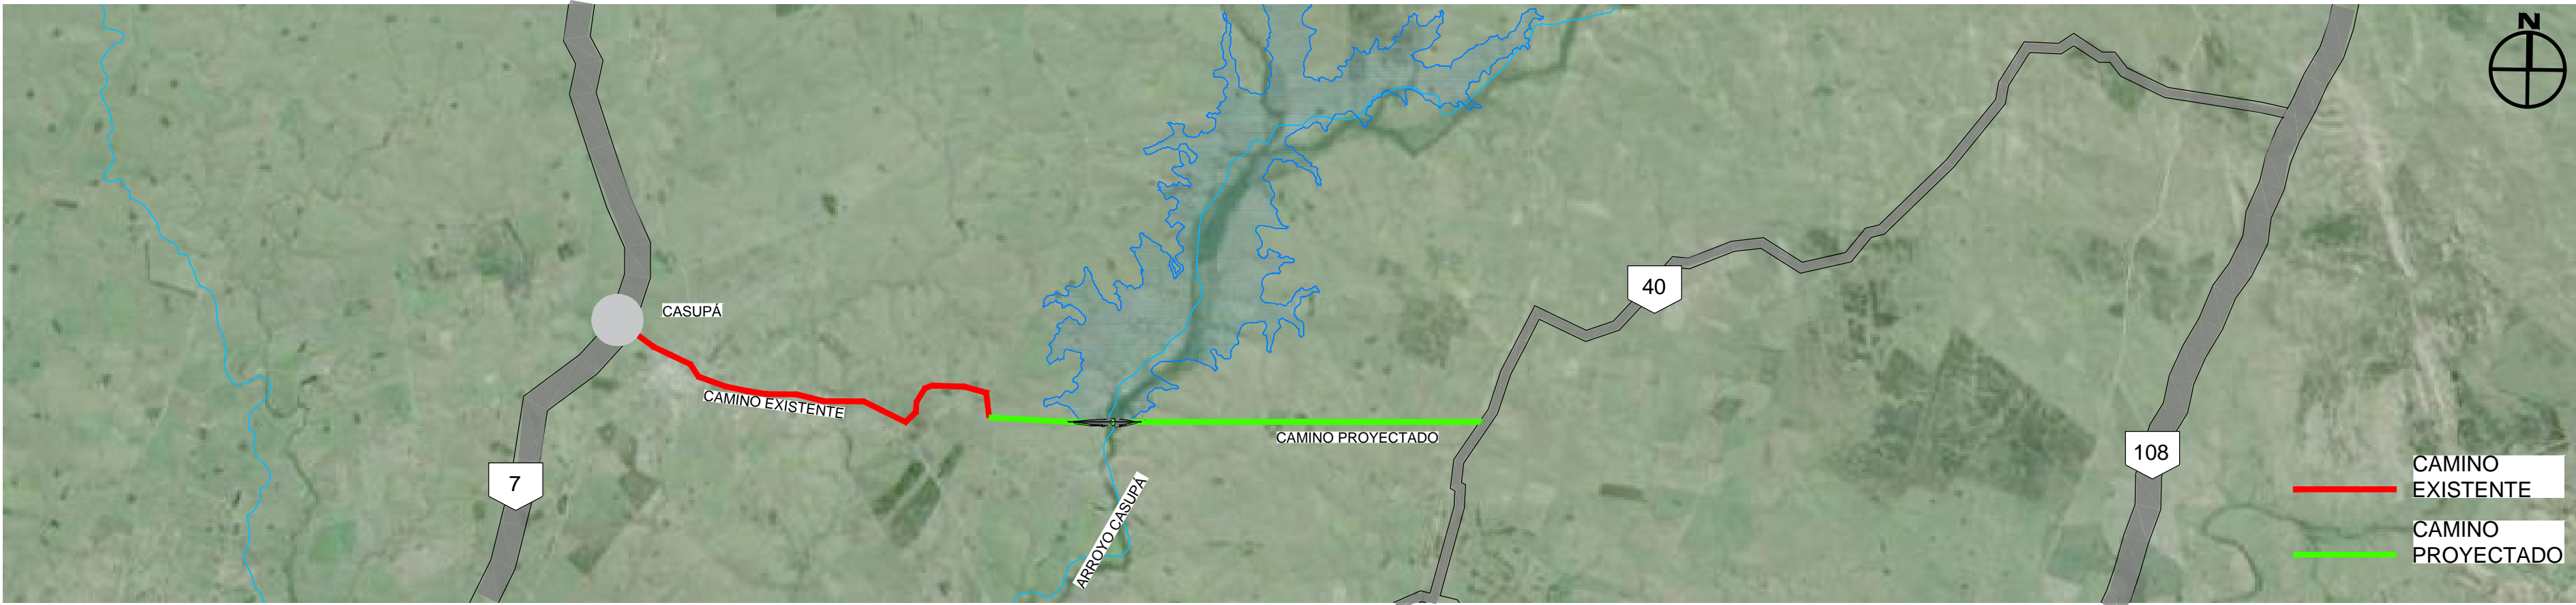 N
40
CASUPÁ
CAMINO EXISTENTE
CAMINO PROYECTADO
7
108
ARROYO CASUPÁ
CAMINO
EXISTENTE
CAMINO
PROYECTADO